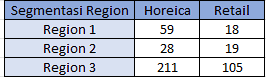 Segmentasi Region Horeica Retail
Region 1 59 18
Region 2 28 19
Region 3 211 105